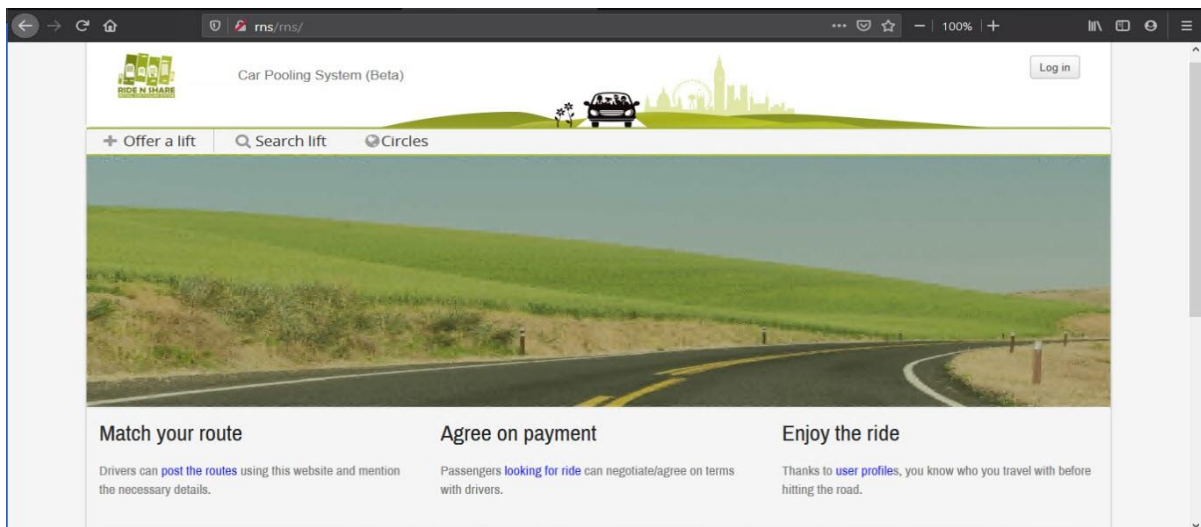 rns/rns/
100%
RIDE N SHARE
Car Pooling System (Beta)
Log in
Offer a lift
Search lift
Circles
Match your route
Agree on payment
Enjoy the ride
Drivers can post the routes using this website and mention
the necessary details.
Passengers looking for ride can negotiate/agree on terms
with drivers.
Thanks to user profiles, you know who you travel with before
hitting the road.